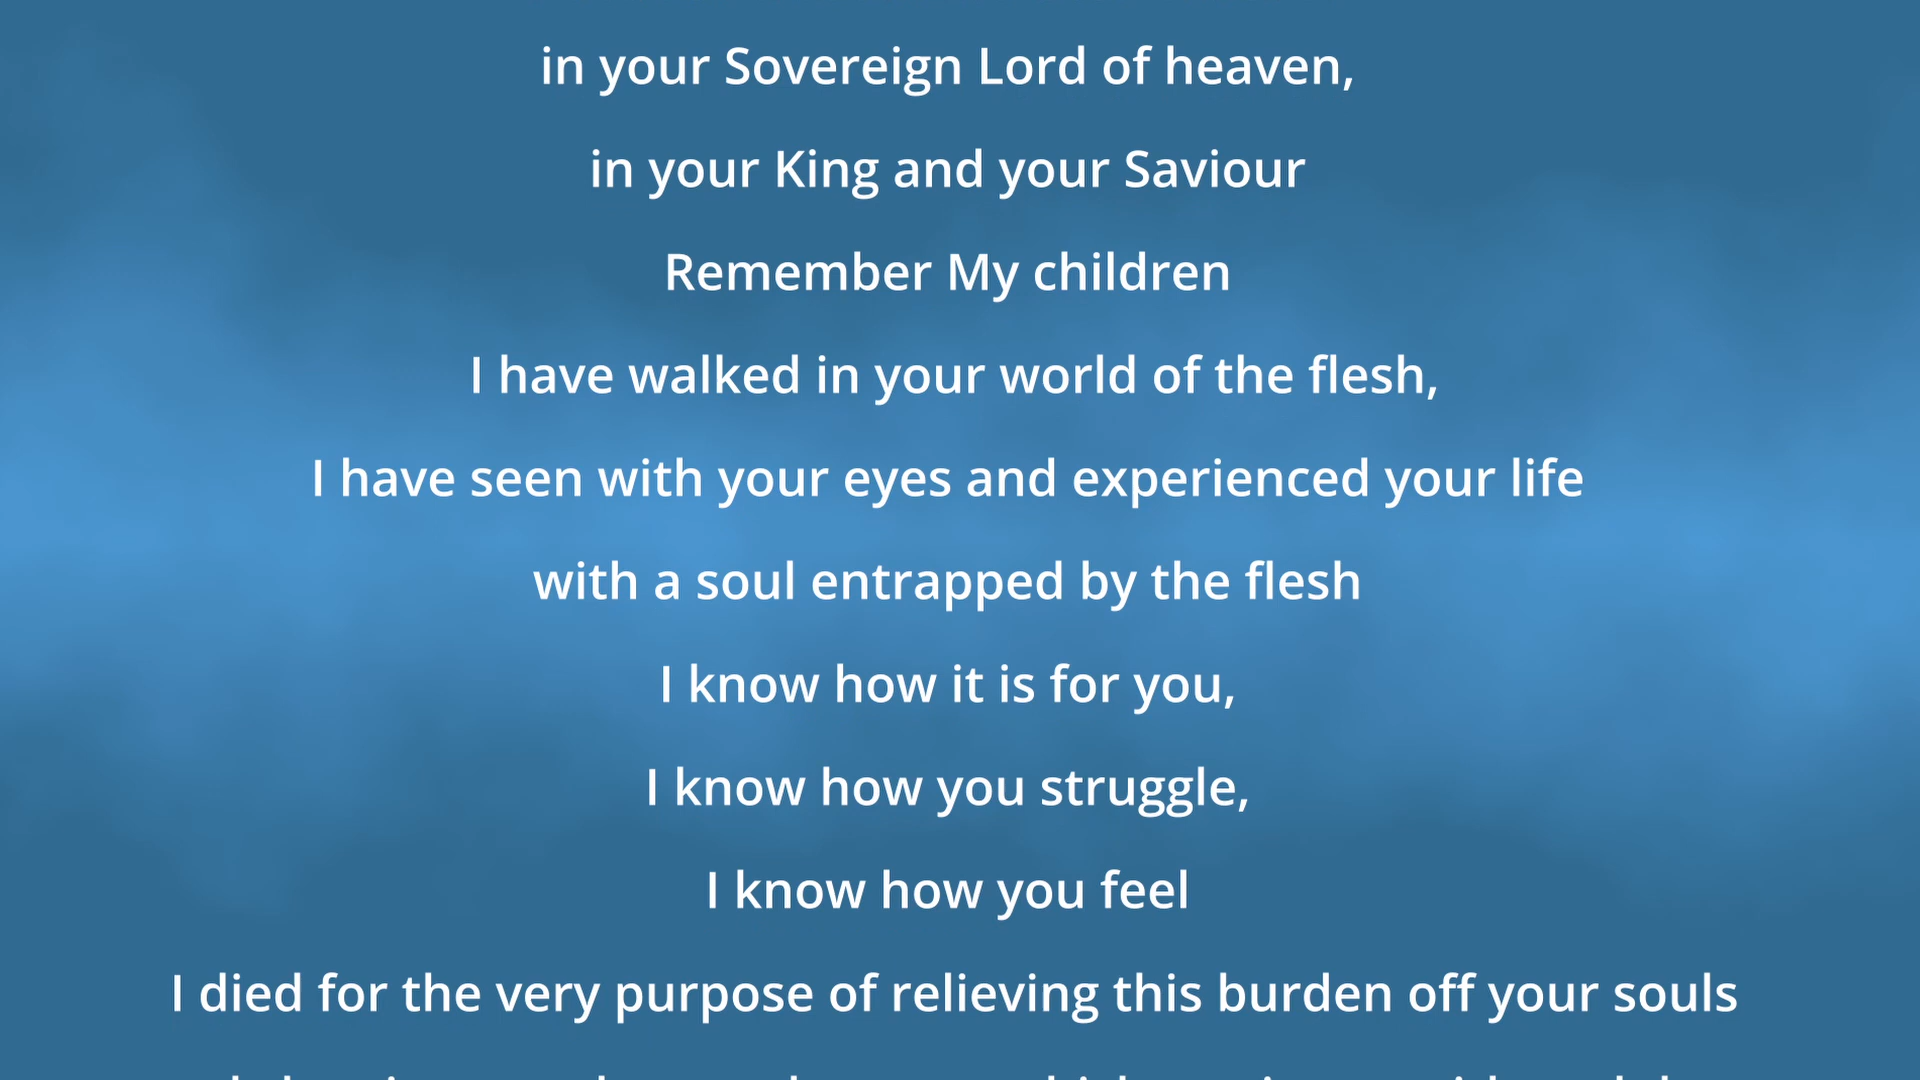 in your Sovereign Lord of heaven,
in your King and your Saviour
Remember My children
I have walked in your world of the flesh,
I have seen with your eyes and experienced your life
with a soul entrapped by the flesh
I know how it is for you,
I know how you struggle,
I know how you feel
I died for the very purpose of relieving this burden off your souls